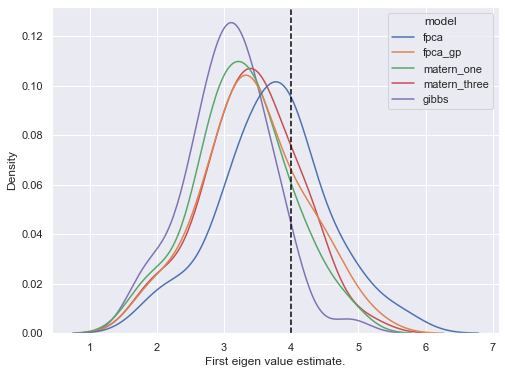 model
fpca
fpca_gp
matern_one
matern_three
gibbs
0.12
0.10
0.08
0.06
0.04
0.02
0.00
Density
1 2 3 4 5 6 7
First eigen value estimate.